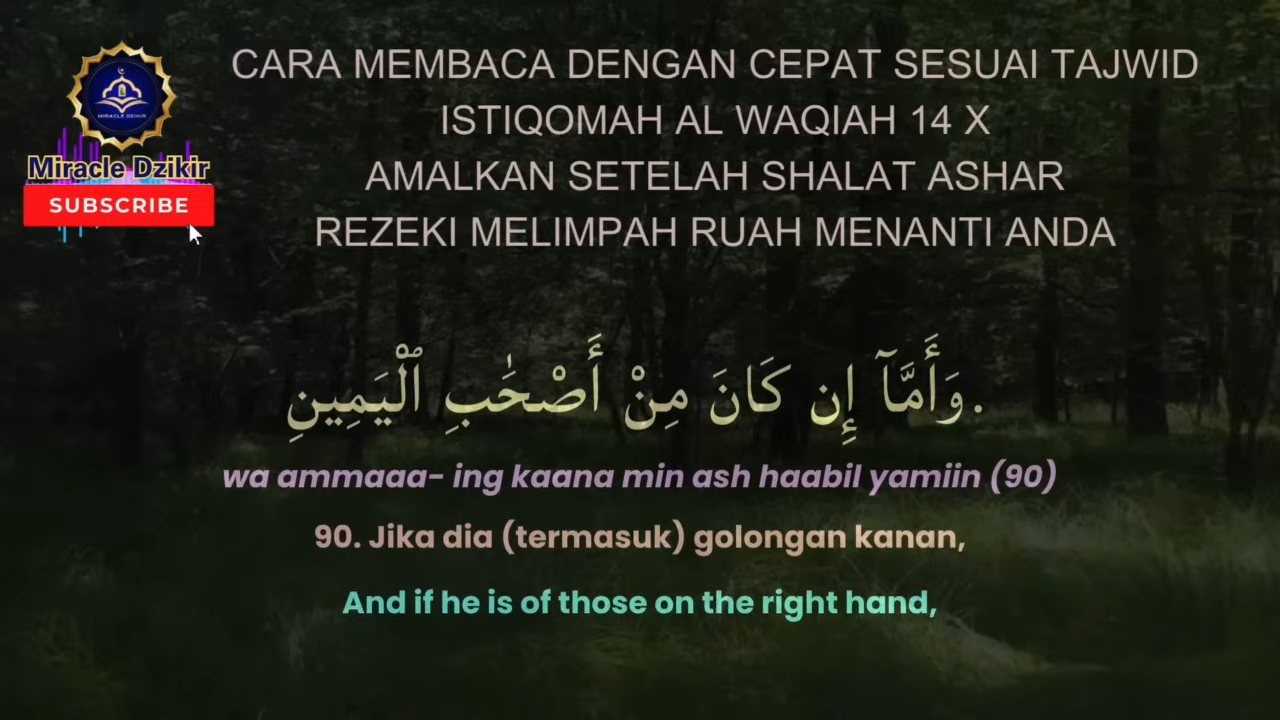 CARA MEMBACA DENGAN CEPAT SESUAI TAJWID
ISTIQOMAH AL WAQIAH 14 X
AMALKAN SETELAH SHALAT ASHAR
REZEKI MELIMPAH RUAH MENANTI ANDA
MIRACLE DZIKIR
Miracle Dzikir
SUBSCRIBE
وَأَمَّآ إِن كَانَ مِنْ أَصْحَٰبِ ٱلْيَمِينِ.
wa ammaaa- ing kaana min ash haabil yamiin (90)
90. Jika dia (termasuk) golongan kanan,
And if he is of those on the right hand,